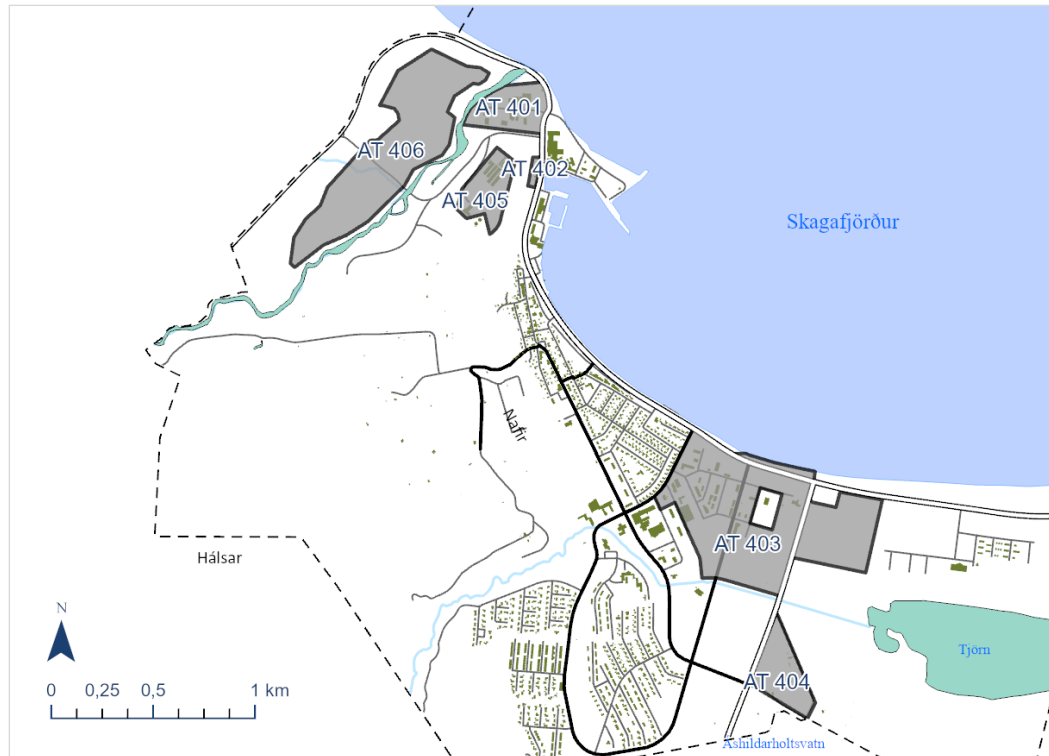 AT 401
AT 406
AT 402
AT 405
Skagafjörður
Nafir
AT 403
Hálsar
N
0 0,25 0,5 1 km
Tjörn
AT 404
Áshildarholtsvatn